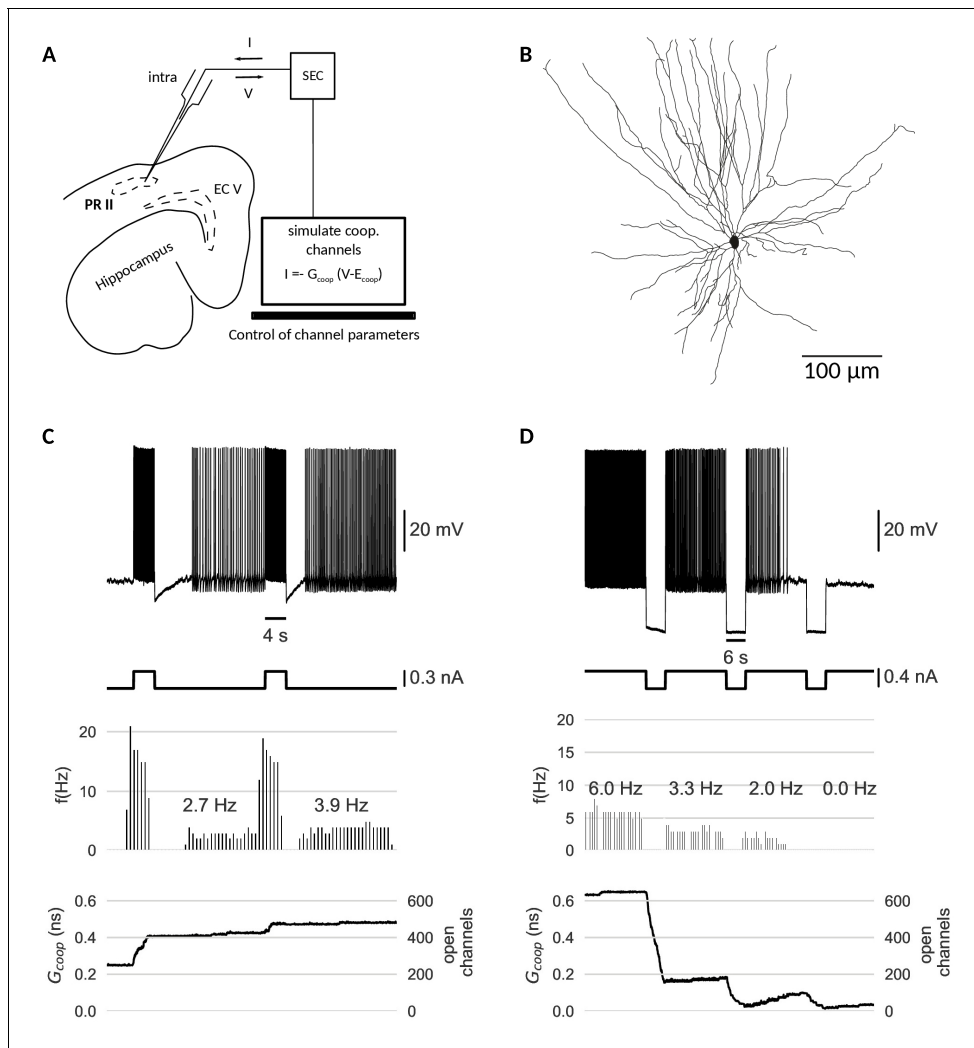 A
I
intra
SEC
V
EC V
PR II
Hippocampus
simulate coop.
channels
I =- Gcoop (V-Ecoop)
Control of channel parameters
B
100 µm
C
20 mV
4 s
0.3 nA
f(Hz)
20
10
0
2.7 Hz
3.9 Hz
Gcoop (ns)
0.6
0.4
0.2
0.0
600
400
200
0
open
channels
D
20 mV
6 s
0.4 nA
f(Hz)
20
15
10
5
0
6.0 Hz
3.3 Hz
2.0 Hz
0.0 Hz
Gcoop (ns)
0.6
0.4
0.2
0.0
600
400
200
0
open
channels